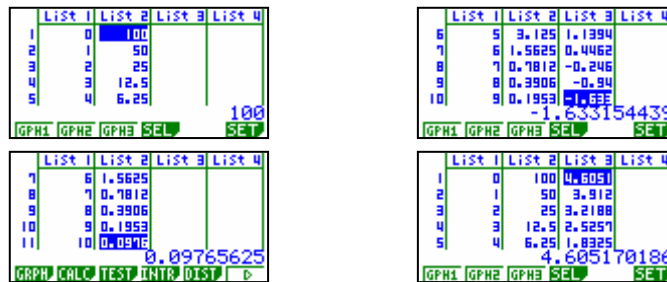 List 1 List 2 List 3 List 4
1 0 100
2 1 50
3 2 25
4 3 12.5
5 4 6.25
100
GPH1 GPH2 GPH3 SEL SET
List 1 List 2 List 3 List 4
6 5 3.125 1.1394
7 6 1.5625 0.4462
8 7 0.7812 -0.246
9 8 0.3906 -0.94
10 9 0.1953 -1.633
-1.633154439
GPH1 GPH2 GPH3 SEL SET
List 1 List 2 List 3 List 4
7 6 1.5625
8 7 0.7812
9 8 0.3906
10 9 0.1953
11 10 0.0976
0.09765625
GRPH CALC TEST INTR DIST ▷
List 1 List 2 List 3 List 4
1 0 100 4.6051
2 1 50 3.912
3 2 25 3.2188
4 3 12.5 2.5257
5 4 6.25 1.8325
4.605170186
GPH1 GPH2 GPH3 SEL SET